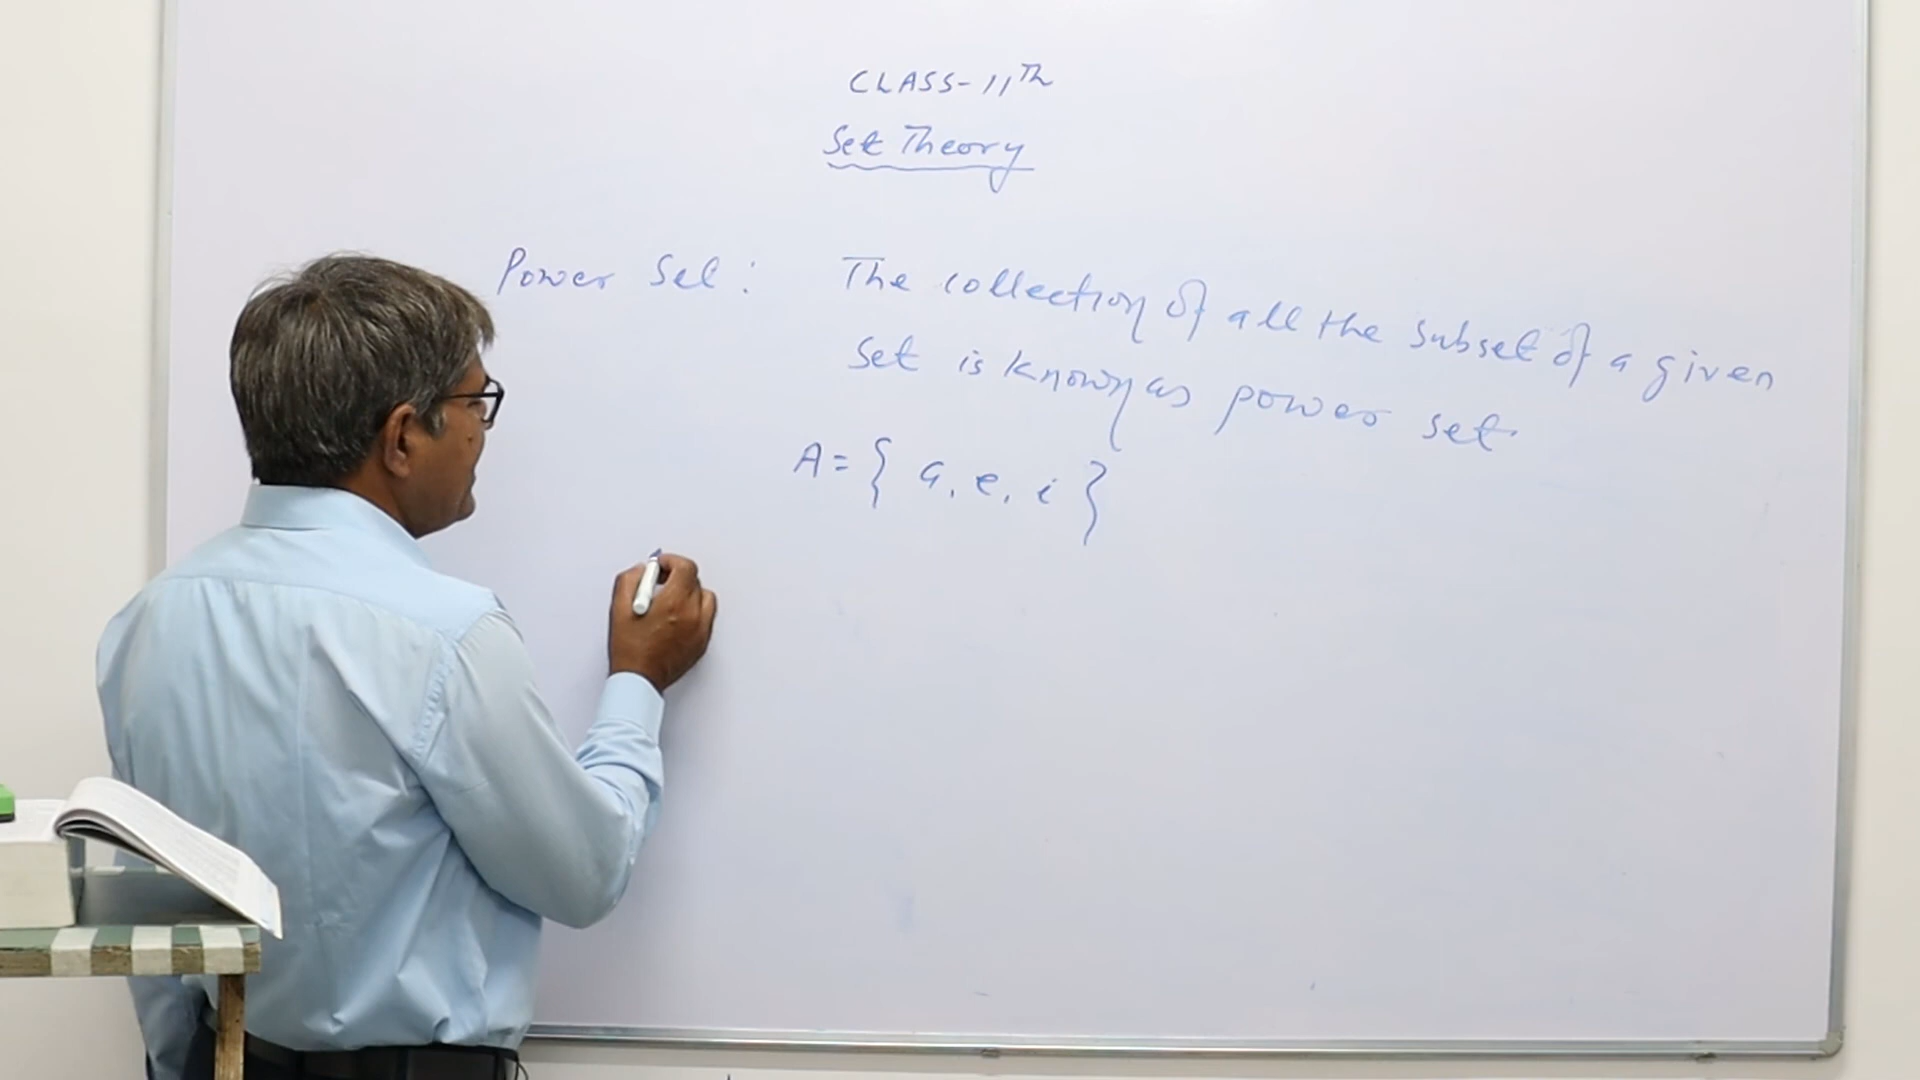 CLASS-11Th
Set Theory
Power Set : The collection of all the subset of a given
set is known as power set
A = { a, e, i }